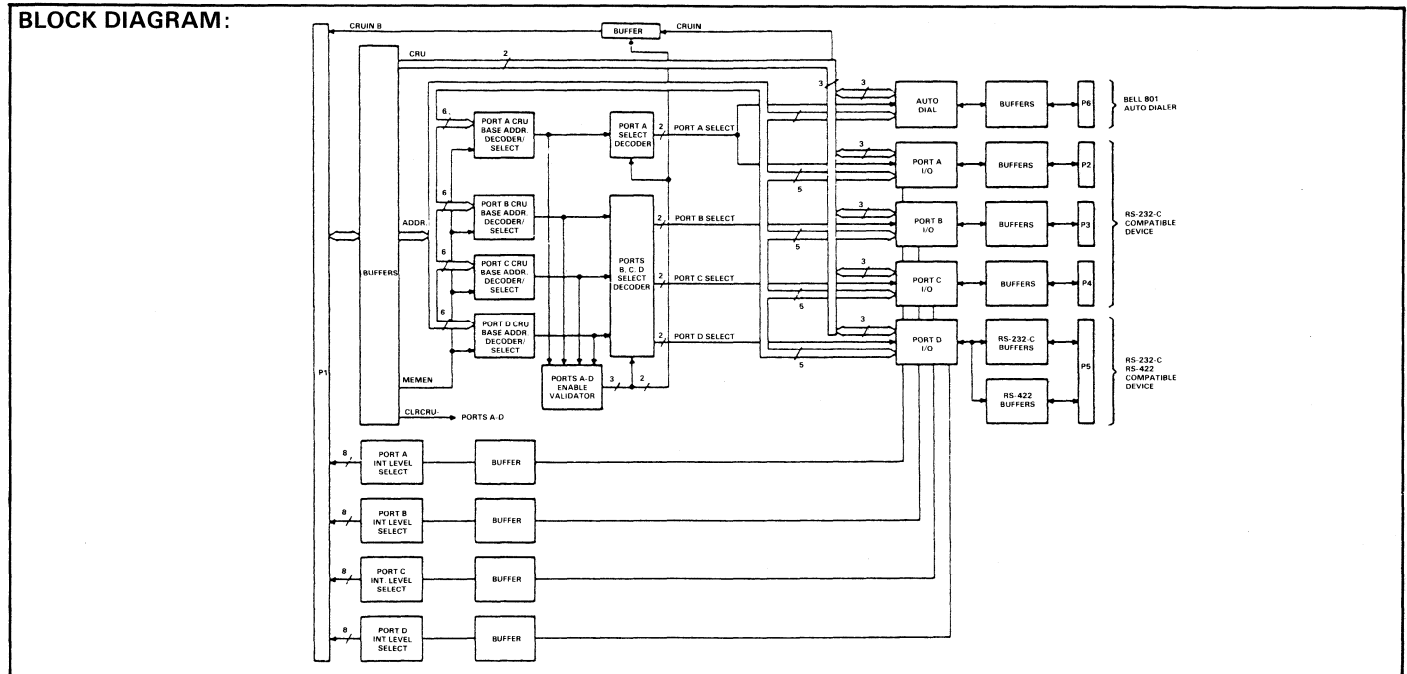 BLOCK DIAGRAM:
CRUIN B
BUFFER
CRUIN
CRU
2
3
3
AUTO
DIAL
BUFFERS
P6
BELL 801
AUTO DIALER
6
PORT A CRU
BASE ADDR.
DECODER/
SELECT
PORT A
SELECT
DECODER
2
PORT A SELECT
5
3
PORT A
I/O
BUFFERS
P2
5
6
PORT B CRU
BASE ADDR.
DECODER/
SELECT
2
PORT B SELECT
3
PORT B
I/O
BUFFERS
P3
RS-232-C
COMPATIBLE
DEVICE
5
ADDR.
BUFFERS
6
PORT C CRU
BASE ADDR.
DECODER/
SELECT
PORTS
B, C, D
SELECT
DECODER
2
PORT C SELECT
3
PORT C
I/O
BUFFERS
P4
5
6
PORT D CRU
BASE ADDR.
DECODER/
SELECT
2
PORT D SELECT
3
PORT D
I/O
RS-232-C
BUFFERS
5
P1
MEMEN
PORTS A-D
ENABLE
VALIDATOR
3
2
RS-422
BUFFERS
P5
RS-232-C
RS-422
COMPATIBLE
DEVICE
CLRCRU-
PORTS A-D
8
PORT A
INT LEVEL
SELECT
BUFFER
8
PORT B
INT LEVEL
SELECT
BUFFER
8
PORT C
INT. LEVEL
SELECT
BUFFER
8
PORT D
INT LEVEL
SELECT
BUFFER